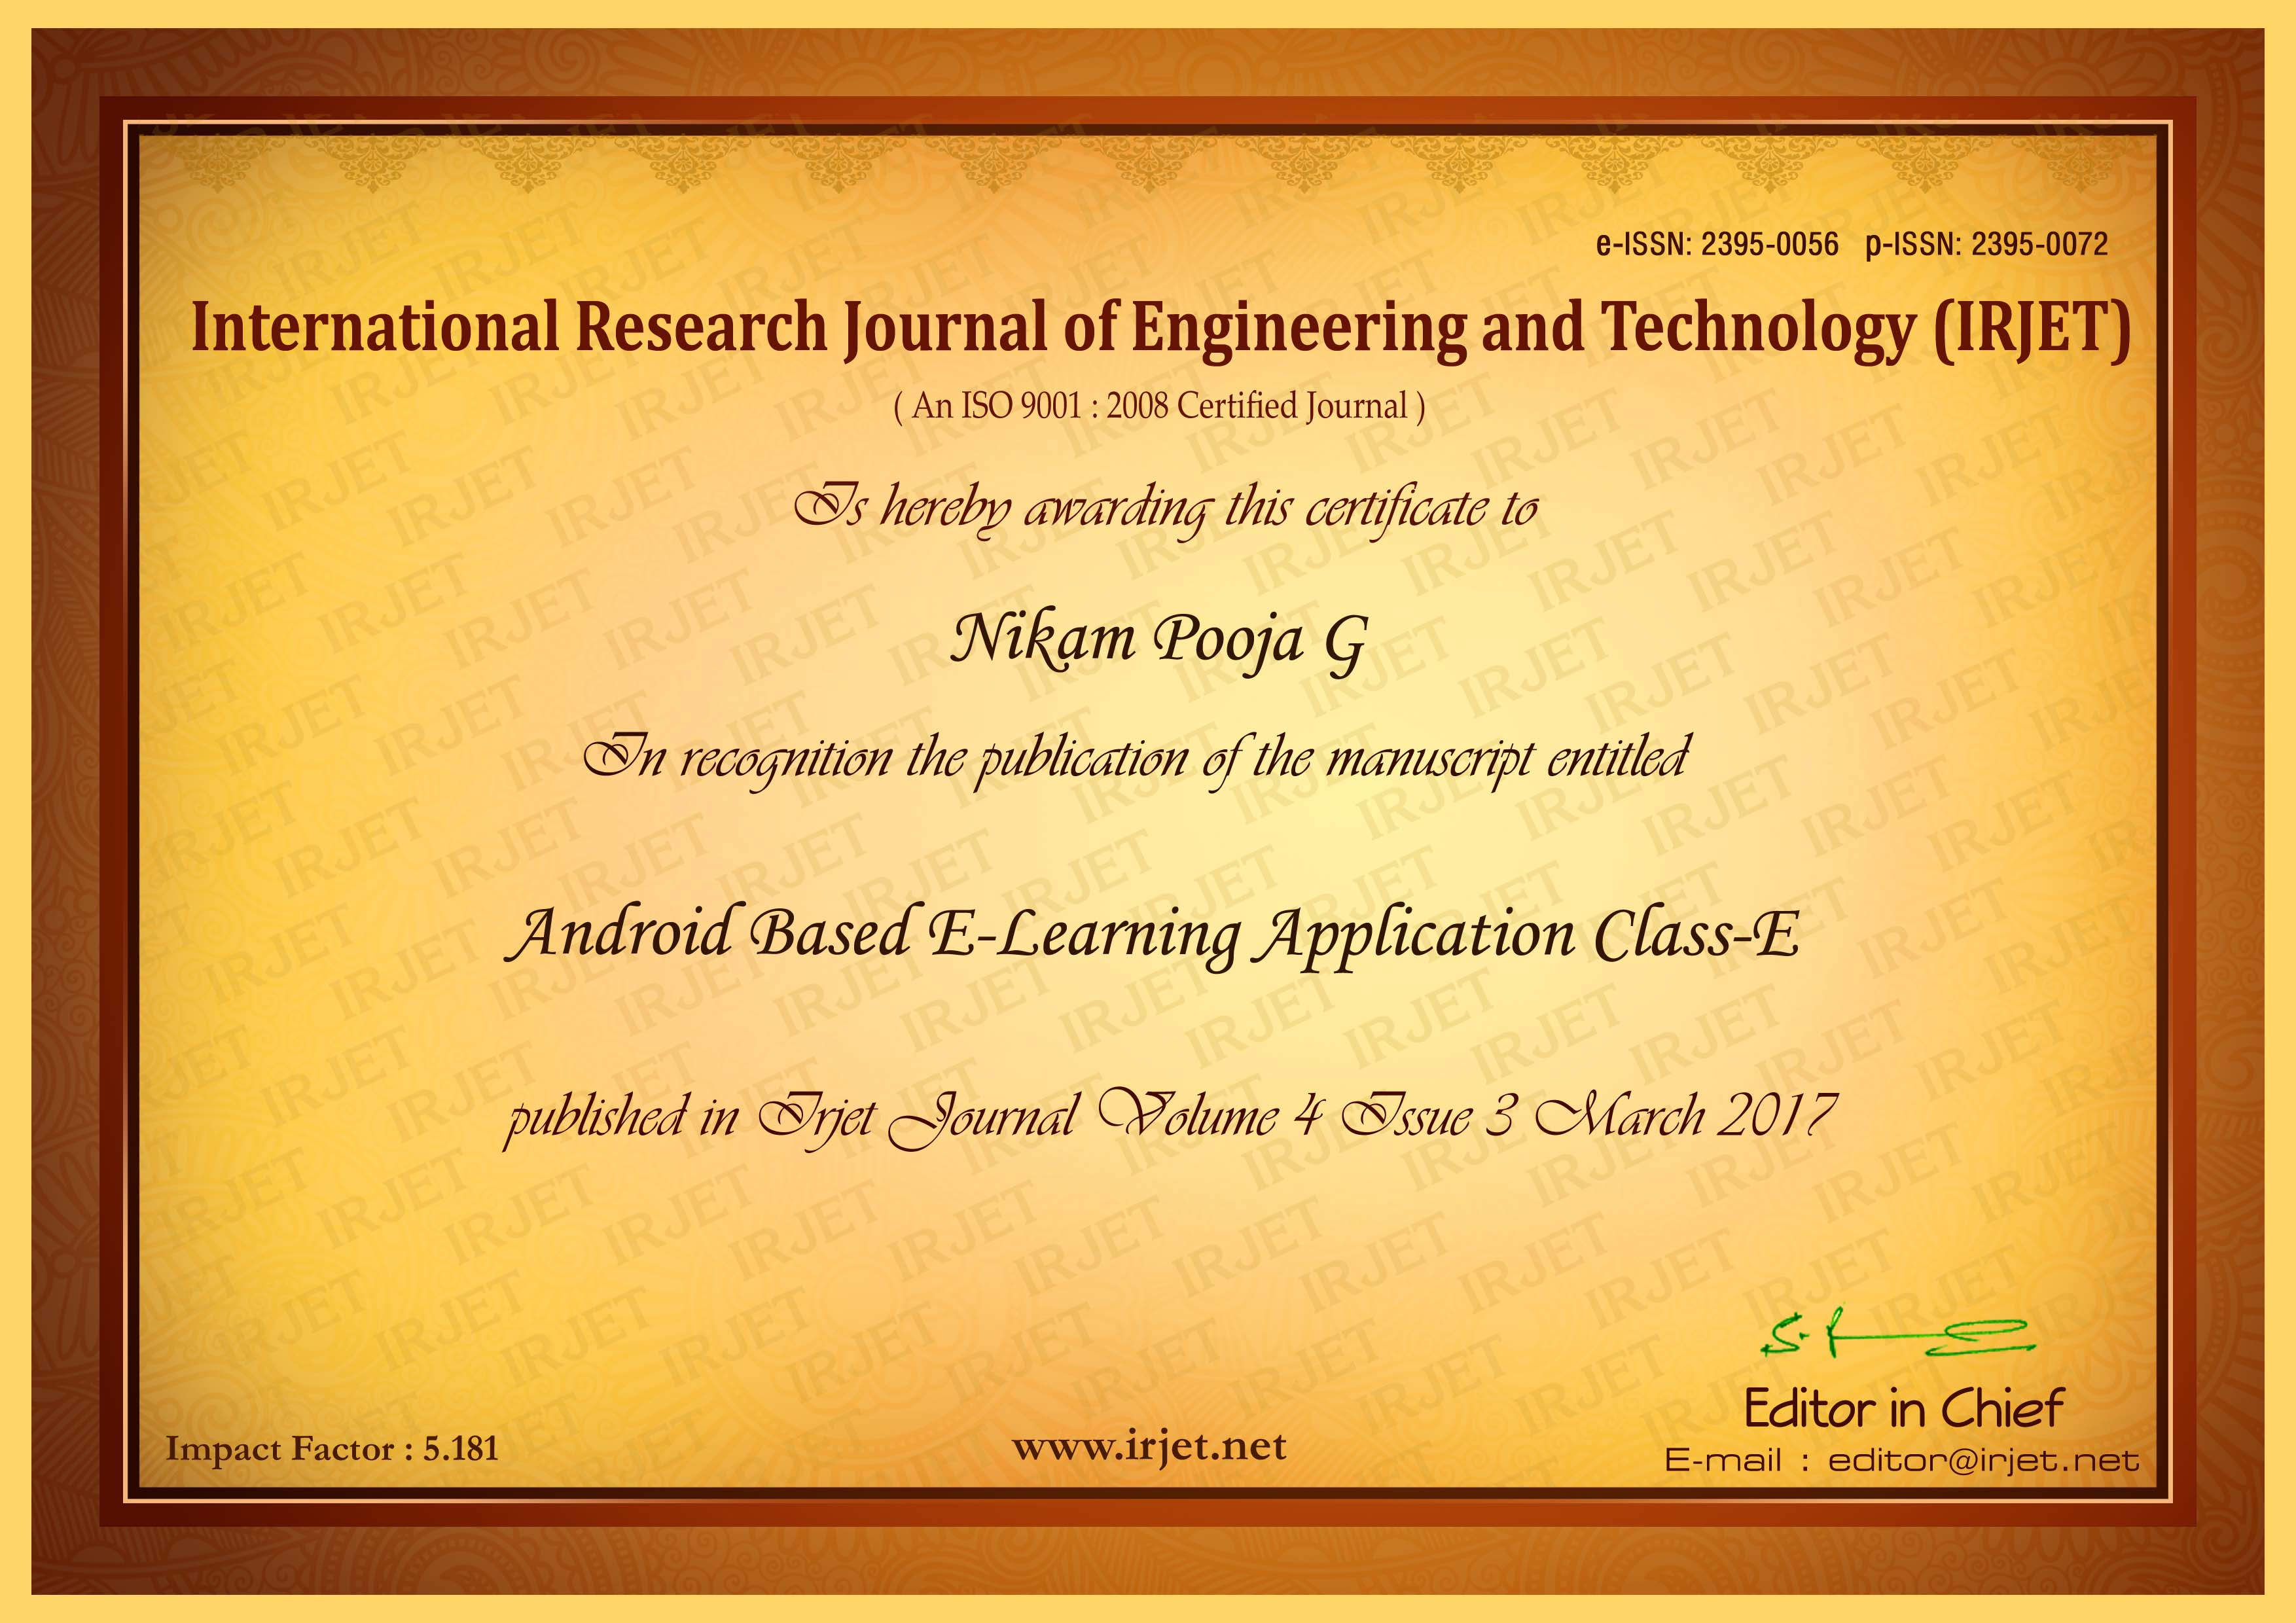 e-ISSN: 2395-0056 p-ISSN: 2395-0072
International Research Journal of Engineering and Technology (IRJET)
( An ISO 9001 : 2008 Certified Journal )
Is hereby awarding this certificate to
Nikam Pooja G
In recognition the publication of the manuscript entitled
Android Based E-Learning Application Class-E
published in Irjet Journal Volume 4 Issue 3 March 2017
Editor in Chief
Impact Factor : 5.181
www.irjet.net
E-mail : editor@irjet.net